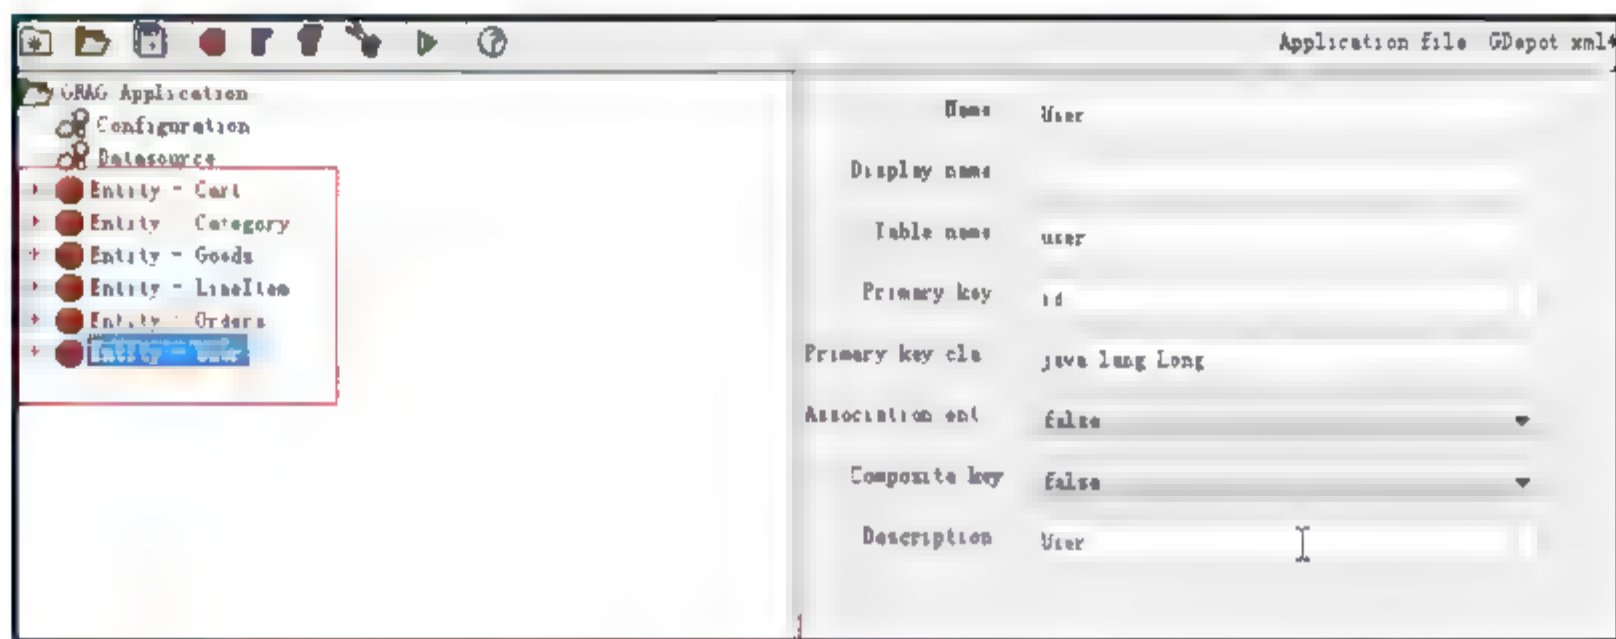 Application file GDepot xml
GRAG Application
Configuration
Datasource
Entity - Cart
Entity Category
Entity - Goods
Entity - LineItem
Entity - Orders
Entity - User
Name User
Display name
Table name user
Primary key id
Primary key cla java lang Long
Association ent false
Composite key false
Description User